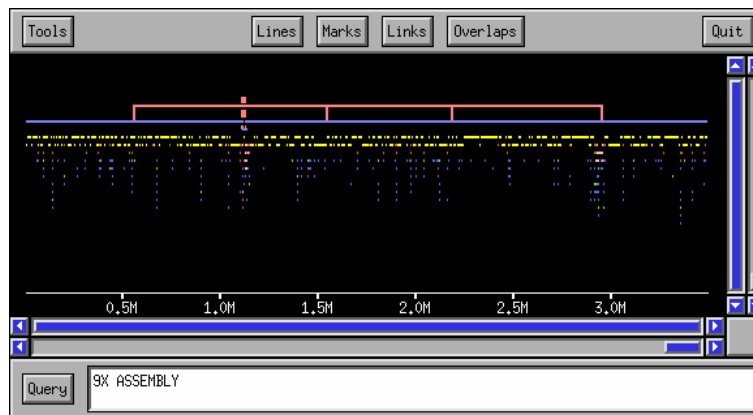 Tools Lines Marks Links Overlaps Quit
0.5M 1.0M 1.5M 2.0M 2.5M 3.0M
Query 9X ASSEMBLY